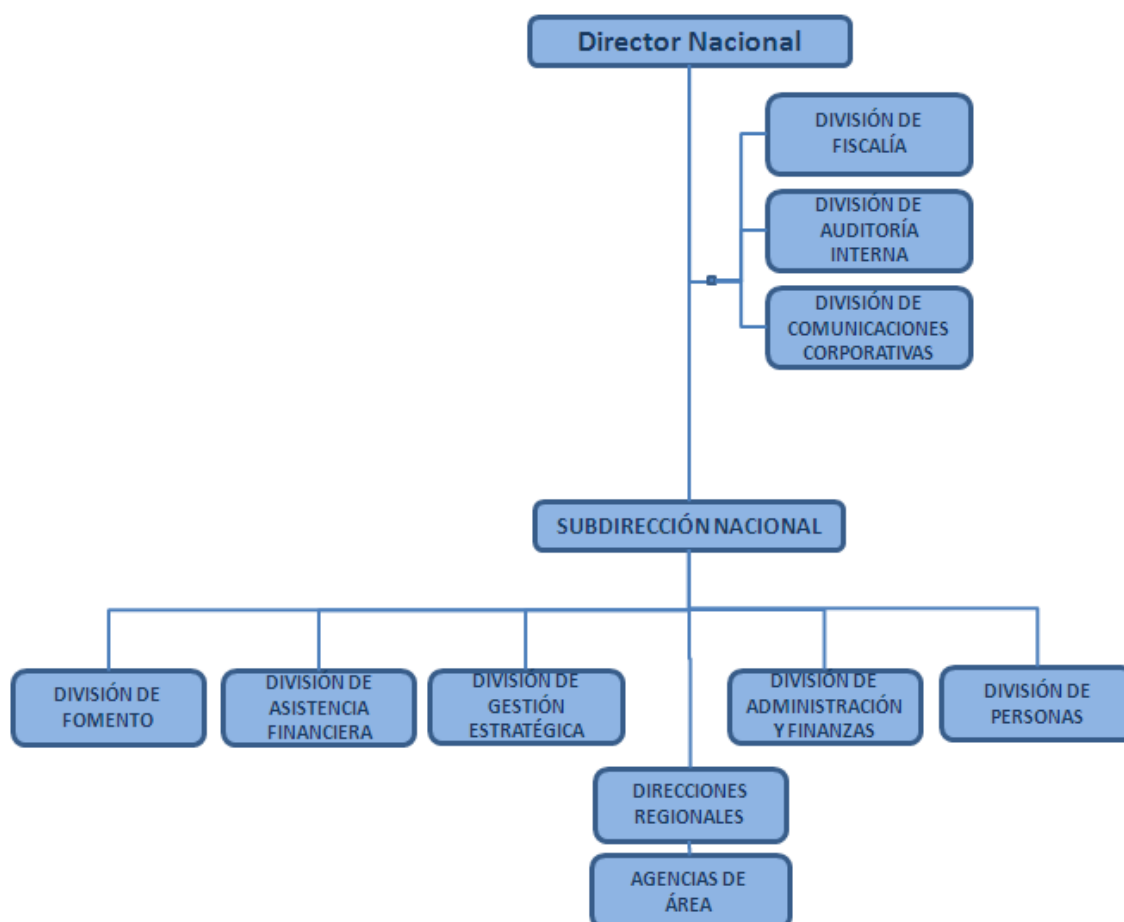 Director Nacional
DIVISIÓN DE
FISCALÍA
DIVISIÓN DE
AUDITORÍA
INTERNA
DIVISIÓN DE
COMUNICACIONES
CORPORATIVAS
SUBDIRECCIÓN NACIONAL
DIVISIÓN DE
FOMENTO
DIVISIÓN DE
ASISTENCIA
FINANCIERA
DIVISIÓN DE
GESTIÓN
ESTRATÉGICA
DIVISIÓN DE
ADMINISTRACIÓN
Y FINANZAS
DIVISIÓN DE
PERSONAS
DIRECCIONES
REGIONALES
AGENCIAS DE
ÁREA